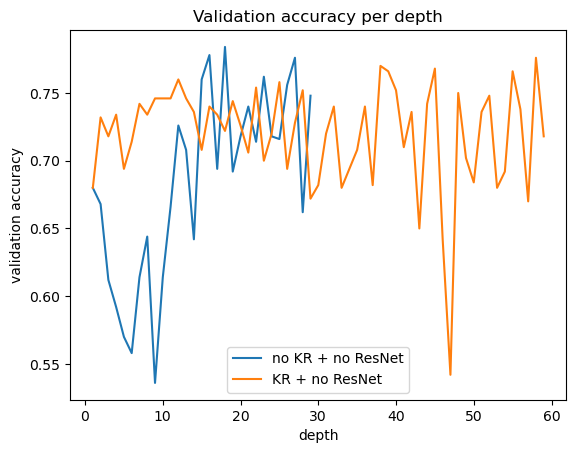 Validation accuracy per depth
validation accuracy
0.75
0.70
0.65
0.60
0.55
no KR + no ResNet
KR + no ResNet
0 10 20 30 40 50 60
depth